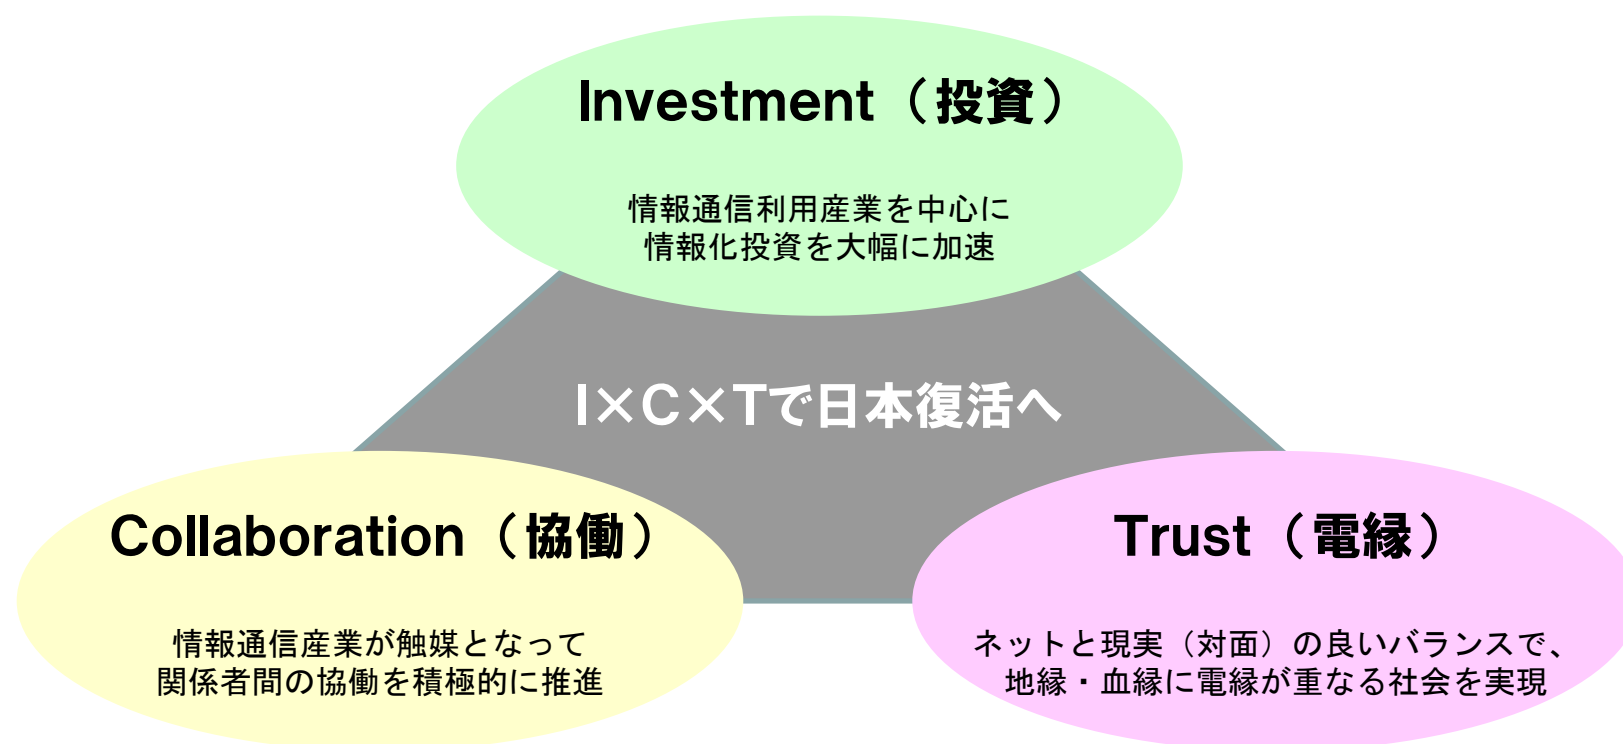 Investment（投資）
情報通信利用産業を中心に
情報化投資を大幅に加速
I×C×Tで日本復活へ
Collaboration（協働）
情報通信産業が触媒となって
関係者間の協働を積極的に推進
Trust（電縁）
ネットと現実（対面）の良いバランスで、
地縁・血縁に電縁が重なる社会を実現